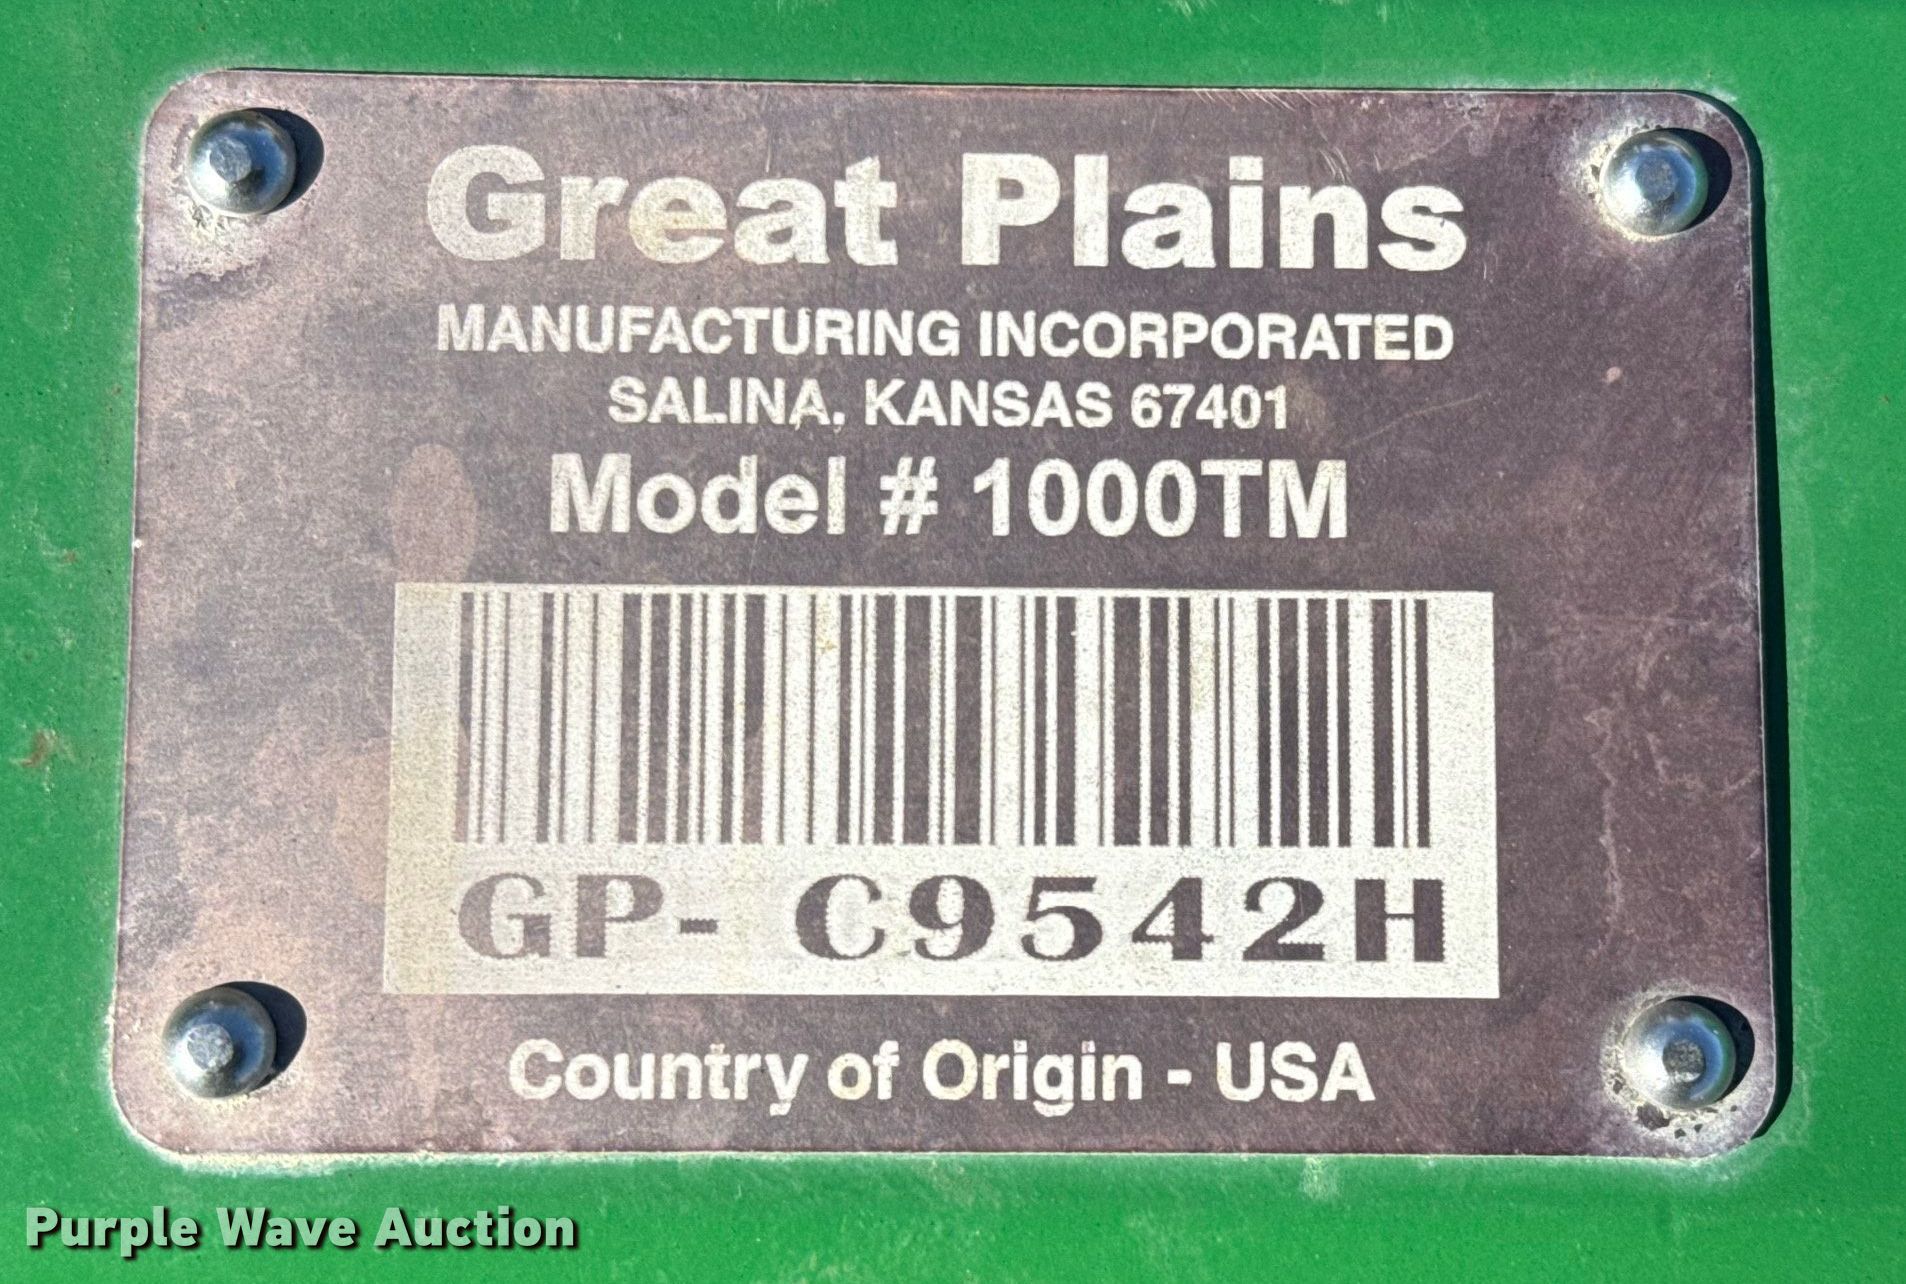 Great Plains
MANUFACTURING INCORPORATED
SALINA, KANSAS 67401
Model # 1000TM
GP- C9542H
Country of Origin - USA
Purple Wave Auction